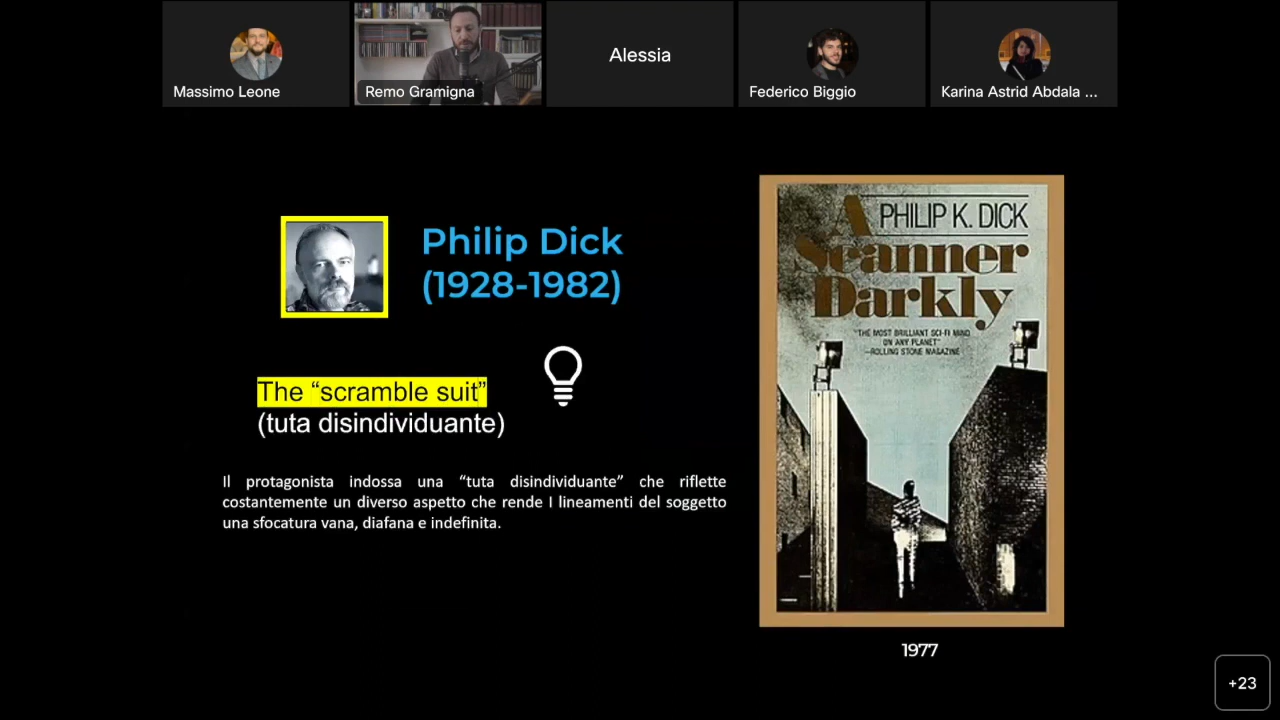 Massimo Leone
Remo Gramigna
Alessia
Federico Biggio
Karina Astrid Abdala ...
Philip Dick
(1928-1982)
The “scramble suit”
(tuta disindividuante)
Il protagonista indossa una “tuta disindividuante” che riflette
costantemente un diverso aspetto che rende I lineamenti del soggetto
una sfocatura vana, diafana e indefinita.
A PHILIP K. DICK
Scanner
Darkly
"THE MOST BRILLIANT SCI-FI MIND
ON ANY PLANET"
—ROLLING STONE MAGAZINE
1977
+23